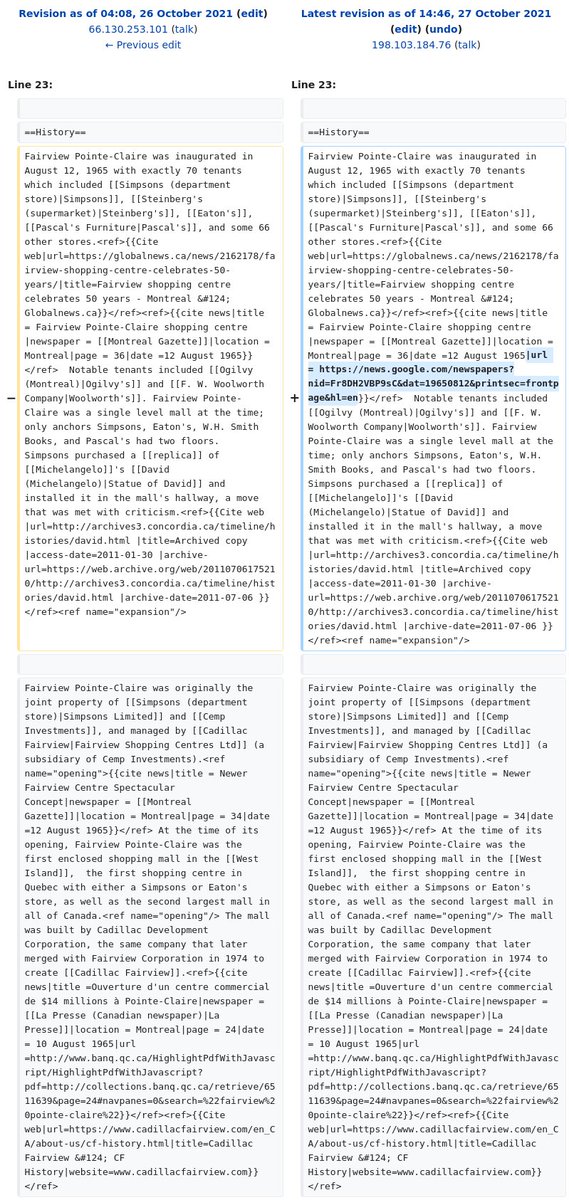 Revision as of 04:08, 26 October 2021 (edit)
66.130.253.101 (talk)
← Previous edit
Latest revision as of 14:46, 27 October 2021
(edit) (undo)
198.103.184.76 (talk)
Line 23:
Line 23:
==History==
==History==
−
Fairview Pointe-Claire was inaugurated in
August 12, 1965 with exactly 70 tenants
which included [[Simpsons (department
store)|Simpsons]], [[Steinberg's
(supermarket)|Steinberg's]], [[Eaton's]],
[[Pascal's Furniture|Pascal's]], and some 66
other stores.<ref>{{Cite
web|url=https://globalnews.ca/news/2162178/fa
irview-shopping-centre-celebrates-50-
years/|title=Fairview shopping centre
celebrates 50 years - Montreal &#124;
Globalnews.ca}}</ref><ref>{{cite news|title
= Fairview Pointe-Claire shopping centre
|newspaper = [[Montreal Gazette]]|location =
Montreal|page = 36|date =12 August 1965}}
</ref>  Notable tenants included [[Ogilvy
(Montreal)|Ogilvy's]] and [[F. W. Woolworth
Company|Woolworth's]]. Fairview Pointe-
Claire was a single level mall at the time;
only anchors Simpsons, Eaton's, W.H. Smith
Books, and Pascal's had two floors.
Simpsons purchased a [[replica]] of
[[Michelangelo]]'s [[David
(Michelangelo)|Statue of David]] and
installed it in the mall's hallway, a move
that was met with criticism.<ref>{{Cite web
|url=http://archives3.concordia.ca/timeline/h
istories/david.html |title=Archived copy
|access-date=2011-01-30 |archive-
url=https://web.archive.org/web/2011070617521
0/http://archives3.concordia.ca/timeline/hist
ories/david.html |archive-date=2011-07-06 }}
</ref><ref name="expansion"/>
+
Fairview Pointe-Claire was inaugurated in
August 12, 1965 with exactly 70 tenants
which included [[Simpsons (department
store)|Simpsons]], [[Steinberg's
(supermarket)|Steinberg's]], [[Eaton's]],
[[Pascal's Furniture|Pascal's]], and some 66
other stores.<ref>{{Cite
web|url=https://globalnews.ca/news/2162178/fa
irview-shopping-centre-celebrates-50-
years/|title=Fairview shopping centre
celebrates 50 years - Montreal &#124;
Globalnews.ca}}</ref><ref>{{cite news|title
= Fairview Pointe-Claire shopping centre
|newspaper = [[Montreal Gazette]]|location =
Montreal|page = 36|date =12 August 1965|url
= https://news.google.com/newspapers?
nid=Fr8DH2VBP9sC&dat=19650812&printsec=frontp
age&hl=en}}</ref>  Notable tenants included
[[Ogilvy (Montreal)|Ogilvy's]] and [[F. W.
Woolworth Company|Woolworth's]]. Fairview
Pointe-Claire was a single level mall at the
time; only anchors Simpsons, Eaton's, W.H.
Smith Books, and Pascal's had two floors.
Simpsons purchased a [[replica]] of
[[Michelangelo]]'s [[David
(Michelangelo)|Statue of David]] and
installed it in the mall's hallway, a move
that was met with criticism.<ref>{{Cite web
|url=http://archives3.concordia.ca/timeline/h
istories/david.html |title=Archived copy
|access-date=2011-01-30 |archive-
url=https://web.archive.org/web/2011070617521
0/http://archives3.concordia.ca/timeline/hist
ories/david.html |archive-date=2011-07-06 }}
</ref><ref name="expansion"/>
Fairview Pointe-Claire was originally the
joint property of [[Simpsons (department
store)|Simpsons Limited]] and [[Cemp
Investments]], and managed by [[Cadillac
Fairview|Fairview Shopping Centres Ltd]] (a
subsidiary of Cemp Investments).<ref
name="opening">{{cite news|title = Newer
Fairview Centre Spectacular
Concept|newspaper = [[Montreal
Gazette]]|location = Montreal|page = 34|date
=12 August 1965}}</ref> At the time of its
opening, Fairview Pointe-Claire was the
first enclosed shopping mall in the [[West
Island]],  the first shopping centre in
Quebec with either a Simpsons or Eaton's
store, as well as the second largest mall in
all of Canada.<ref name="opening"/> The mall
was built by Cadillac Development
Corporation, the same company that later
merged with Fairview Corporation in 1974 to
create [[Cadillac Fairview]].<ref>{{cite
news|title =Ouverture d'un centre commercial
de $14 millions à Pointe-Claire|newspaper =
[[La Presse (Canadian newspaper)|La
Presse]]|location = Montreal|page = 24|date
= 10 August 1965|url
=http://www.banq.qc.ca/HighlightPdfWithJavasc
ript/HighlightPdfWithJavascript?
pdf=http://collections.banq.qc.ca/retrieve/65
11639&page=24#navpanes=0&search=%22fairview%2
0pointe-claire%22}}</ref><ref>{{Cite
web|url=https://www.cadillacfairview.com/en_C
A/about-us/cf-history.html|title=Cadillac
Fairview &#124; CF
History|website=www.cadillacfairview.com}}
</ref>
Fairview Pointe-Claire was originally the
joint property of [[Simpsons (department
store)|Simpsons Limited]] and [[Cemp
Investments]], and managed by [[Cadillac
Fairview|Fairview Shopping Centres Ltd]] (a
subsidiary of Cemp Investments).<ref
name="opening">{{cite news|title = Newer
Fairview Centre Spectacular
Concept|newspaper = [[Montreal
Gazette]]|location = Montreal|page = 34|date
=12 August 1965}}</ref> At the time of its
opening, Fairview Pointe-Claire was the
first enclosed shopping mall in the [[West
Island]],  the first shopping centre in
Quebec with either a Simpsons or Eaton's
store, as well as the second largest mall in
all of Canada.<ref name="opening"/> The mall
was built by Cadillac Development
Corporation, the same company that later
merged with Fairview Corporation in 1974 to
create [[Cadillac Fairview]].<ref>{{cite
news|title =Ouverture d'un centre commercial
de $14 millions à Pointe-Claire|newspaper =
[[La Presse (Canadian newspaper)|La
Presse]]|location = Montreal|page = 24|date
= 10 August 1965|url
=http://www.banq.qc.ca/HighlightPdfWithJavasc
ript/HighlightPdfWithJavascript?
pdf=http://collections.banq.qc.ca/retrieve/65
11639&page=24#navpanes=0&search=%22fairview%2
0pointe-claire%22}}</ref><ref>{{Cite
web|url=https://www.cadillacfairview.com/en_C
A/about-us/cf-history.html|title=Cadillac
Fairview &#124; CF
History|website=www.cadillacfairview.com}}
</ref>